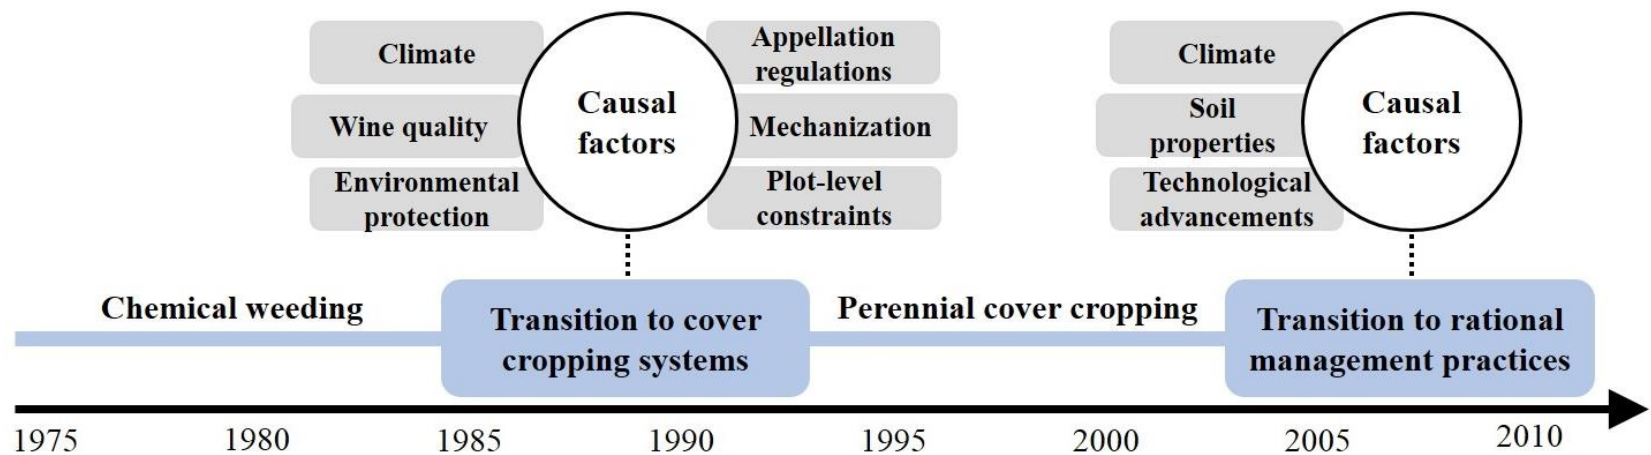 Climate
Wine quality
Environmental
protection
Causal
factors
Appellation
regulations
Mechanization
Plot-level
constraints
Climate
Soil
properties
Technological
advancements
Causal
factors
Chemical weeding
Transition to cover
cropping systems
Perennial cover cropping
Transition to rational
management practices
1975 1980 1985 1990 1995 2000 2005 2010